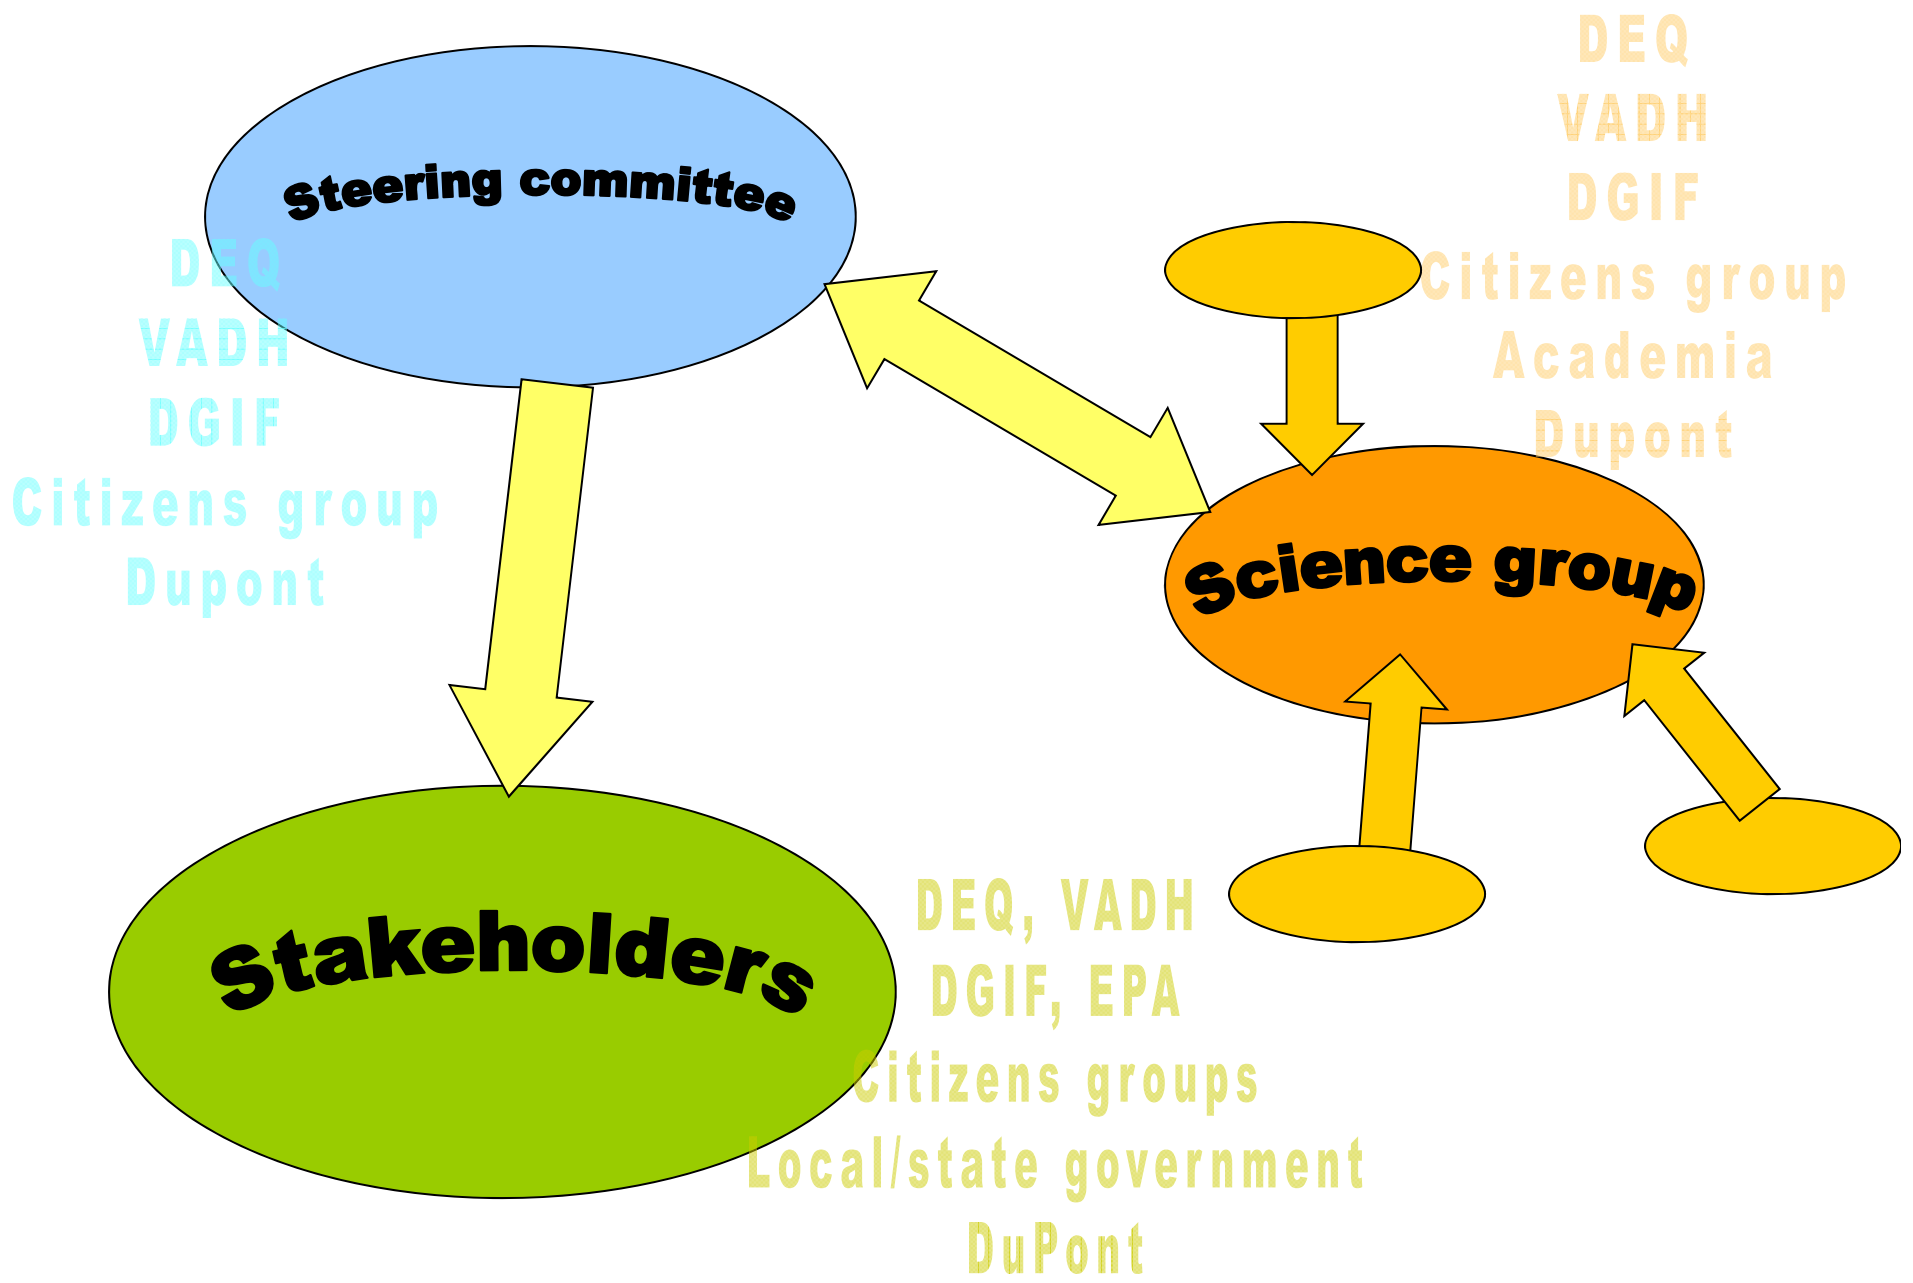 Steering committee
DEQ
VADH
DGIF
Citizens group
Dupont
DEQ
VADH
DGIF
Citizens group
Academia
Dupont
Science group
Stakeholders
DEQ, VADH
DGIF, EPA
Citizens groups
Local/state government
DuPont